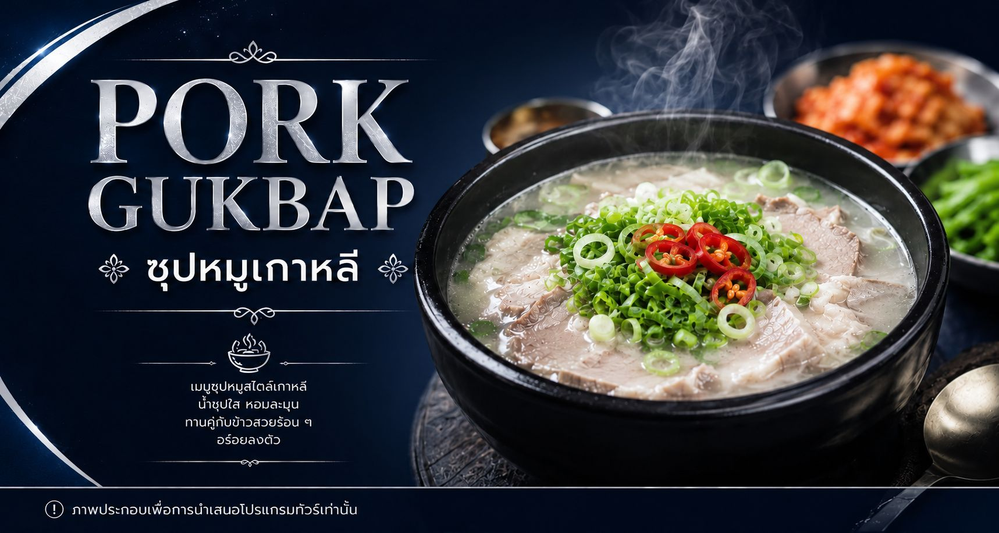 PORK
GUKBAP
ซุปหมูเกาหลี
เมนูซุปหมูสไตล์เกาหลี
น้ำซุปใส หอมละมุน
ทานคู่กับข้าวสวยร้อน ๆ
อร่อยลงตัว
ภาพประกอบเพื่อการนำเสนอโปรแกรมทัวร์เท่านั้น